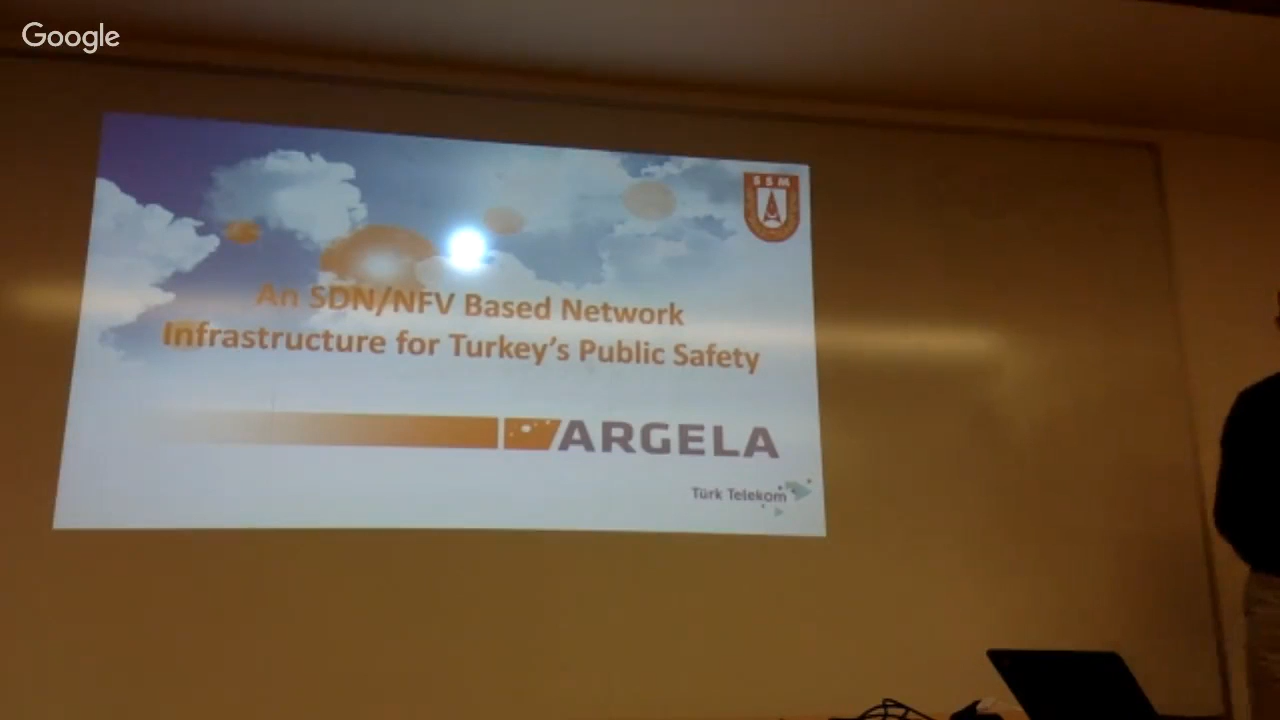 Google
SSM
An SDN/NFV Based Network
Infrastructure for Turkey's Public Safety
ARGELA
Türk Telekom